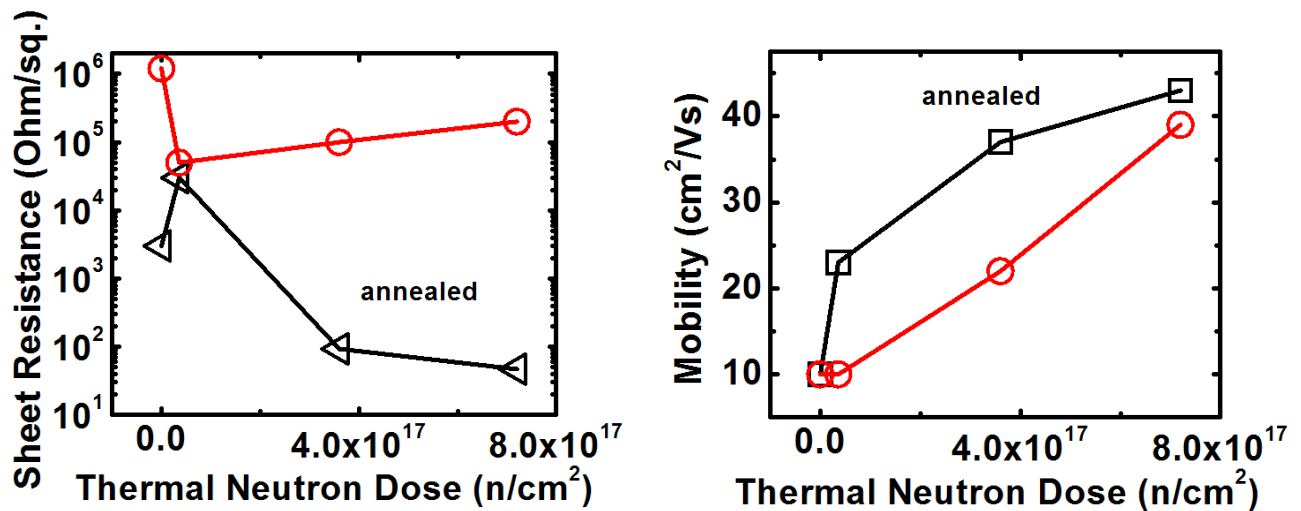 Sheet Resistance (Ohm/sq.)
10^6
10^5
10^4
10^3
10^2
10^1
annealed
0.0
4.0x10^17
8.0x10^17
Thermal Neutron Dose (n/cm^2)
Mobility (cm^2/Vs)
40
30
20
10
annealed
0.0
4.0x10^17
8.0x10^17
Thermal Neutron Dose (n/cm^2)